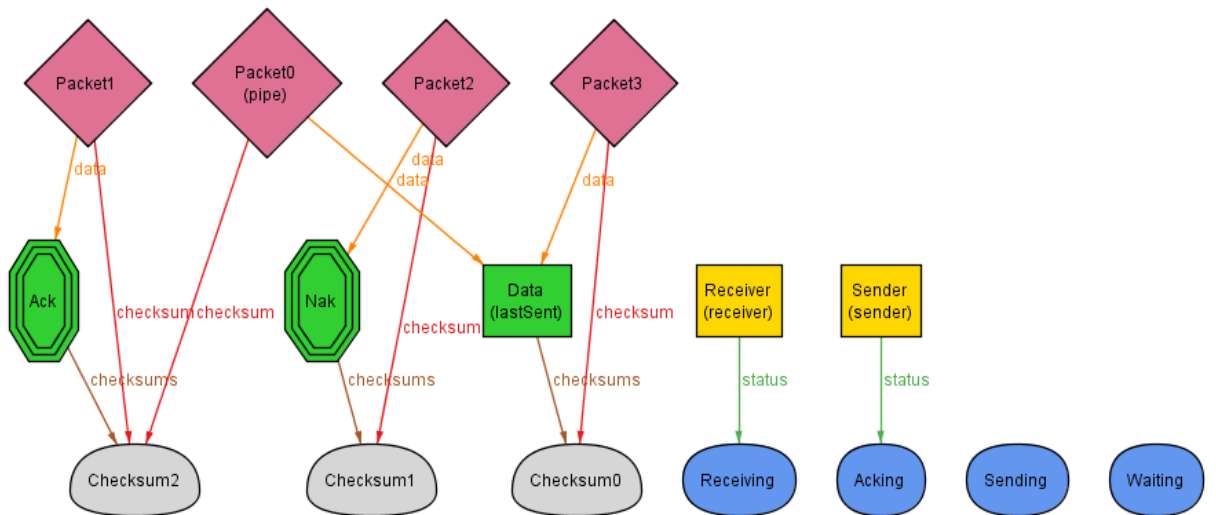 Packet1
Packet0
(pipe)
Packet2
Packet3
data
data
data
data
Ack
Nak
Data
(lastSent)
Receiver
(receiver)
Sender
(sender)
checksum
checksum
checksum
checksum
checksums
checksums
checksums
status
status
Checksum2
Checksum1
Checksum0
Receiving
Acking
Sending
Waiting